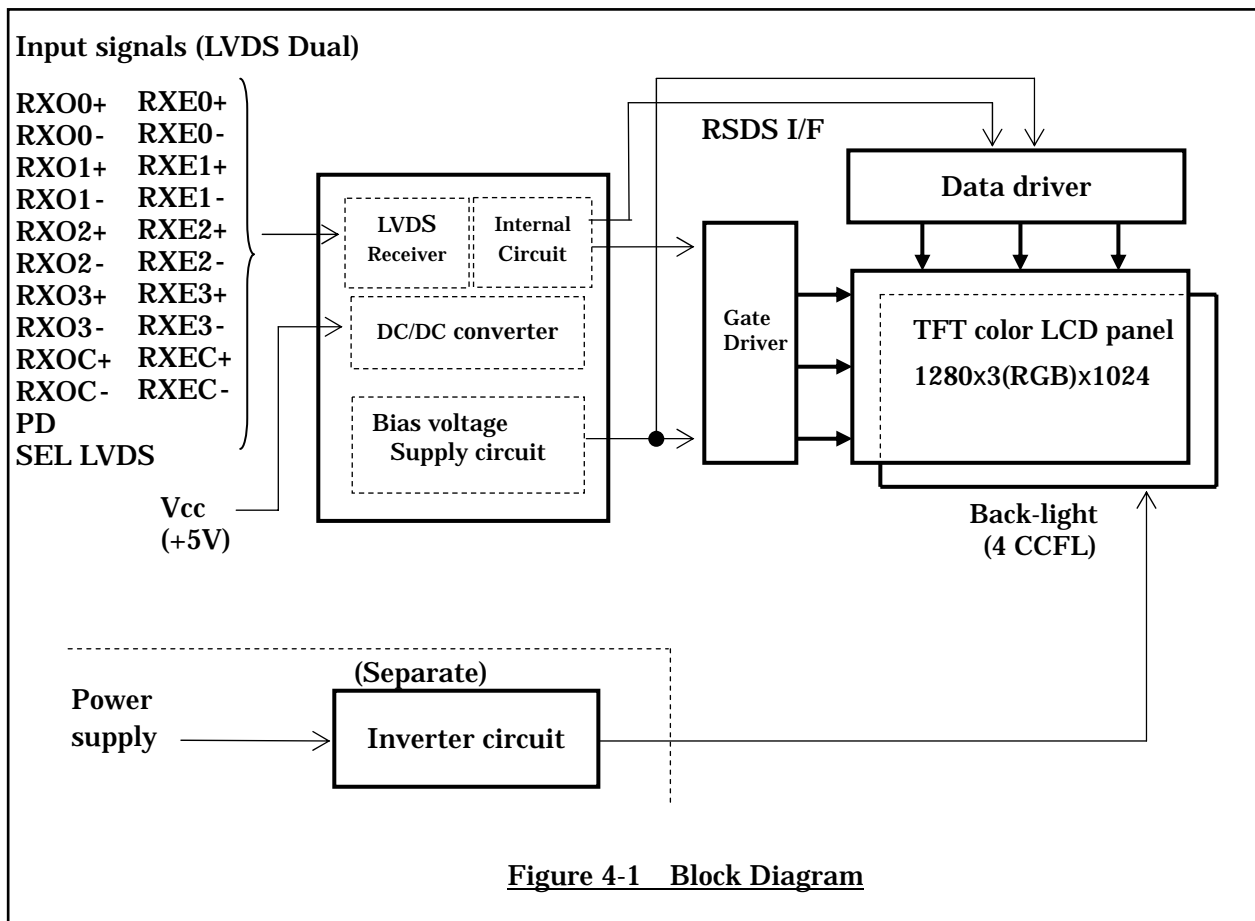 Input signals (LVDS Dual)
RXO0+ RXE0+
RXO0- RXE0-
RXO1+ RXE1+
RXO1- RXE1-
RXO2+ RXE2+
RXO2- RXE2-
RXO3+ RXE3+
RXO3- RXE3-
RXOC+ RXEC+
RXOC- RXEC-
PD
SEL LVDS
Vcc
(+5V)
LVDS
Receiver
Internal
Circuit
DC/DC converter
Bias voltage
Supply circuit
RSDS I/F
Gate
Driver
Data driver
TFT color LCD panel
1280x3(RGB)x1024
Back-light
(4 CCFL)
(Separate)
Power
supply
Inverter circuit
Figure 4-1 Block Diagram